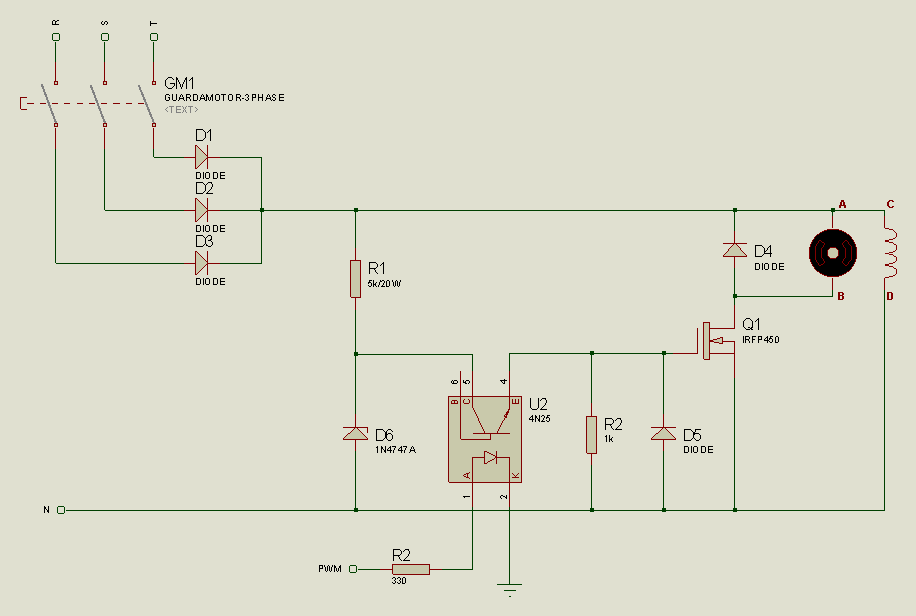 R
S
T
GM1
GUARDAMOTOR-3PHASE
<TEXT>
D1
DIODE
D2
DIODE
D3
DIODE
A
C
D4
DIODE
R1
5k/20W
B
D
Q1
IRFP450
6
5
4
B
C
E
U2
4N25
R2
1k
D6
1N4747A
D5
DIODE
A
K
1
2
N
R2
PWM
330